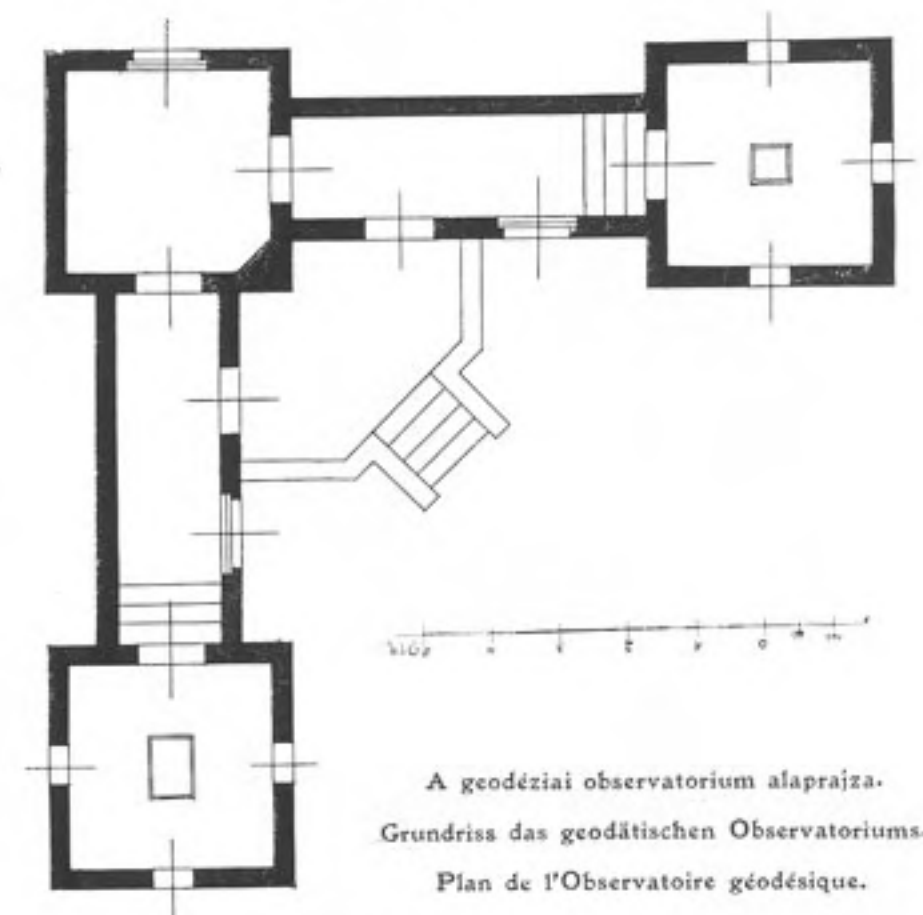 A geodéziai observatorium alaprajza.
Grundriss das geodätischen Observatoriums.
Plan de l'Observatoire géodésique.